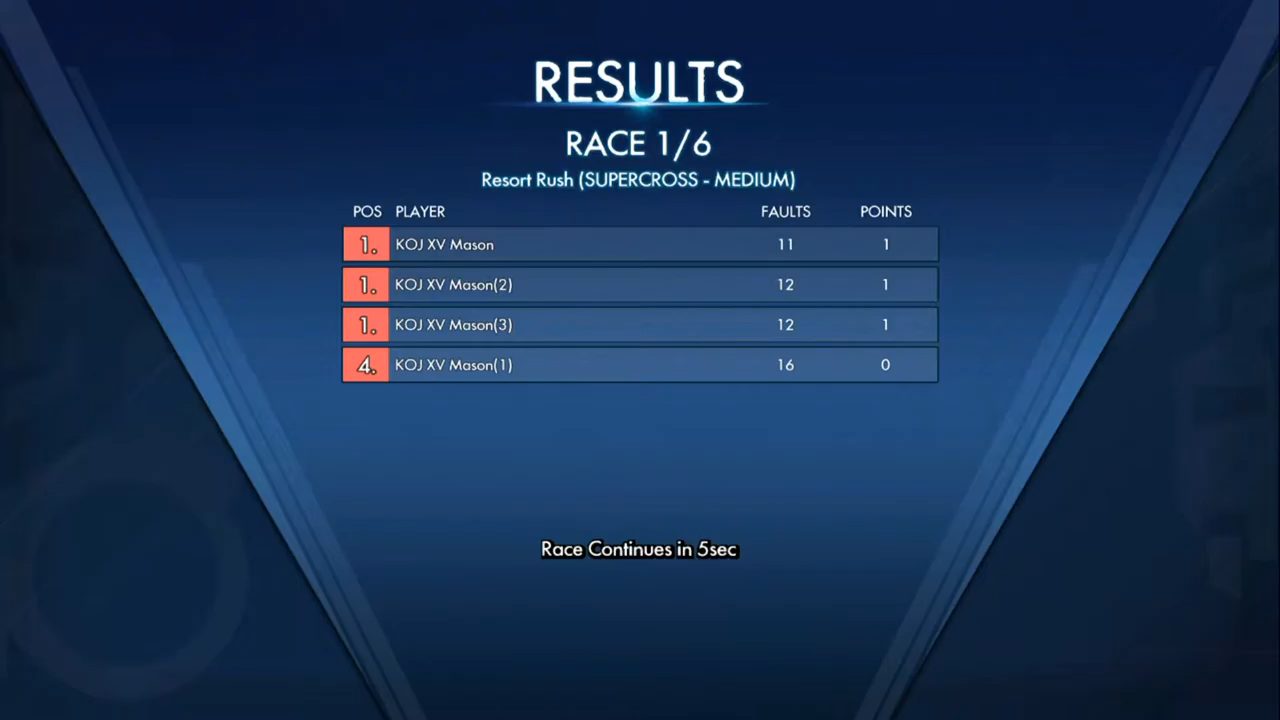 RESULTS
RACE 1/6
Resort Rush (SUPERCROSS - MEDIUM)
POS PLAYER FAULTS POINTS
1. KOJ XV Mason 11 1
1. KOJ XV Mason(2) 12 1
1. KOJ XV Mason(3) 12 1
4. KOJ XV Mason(1) 16 0
Race Continues in 5sec